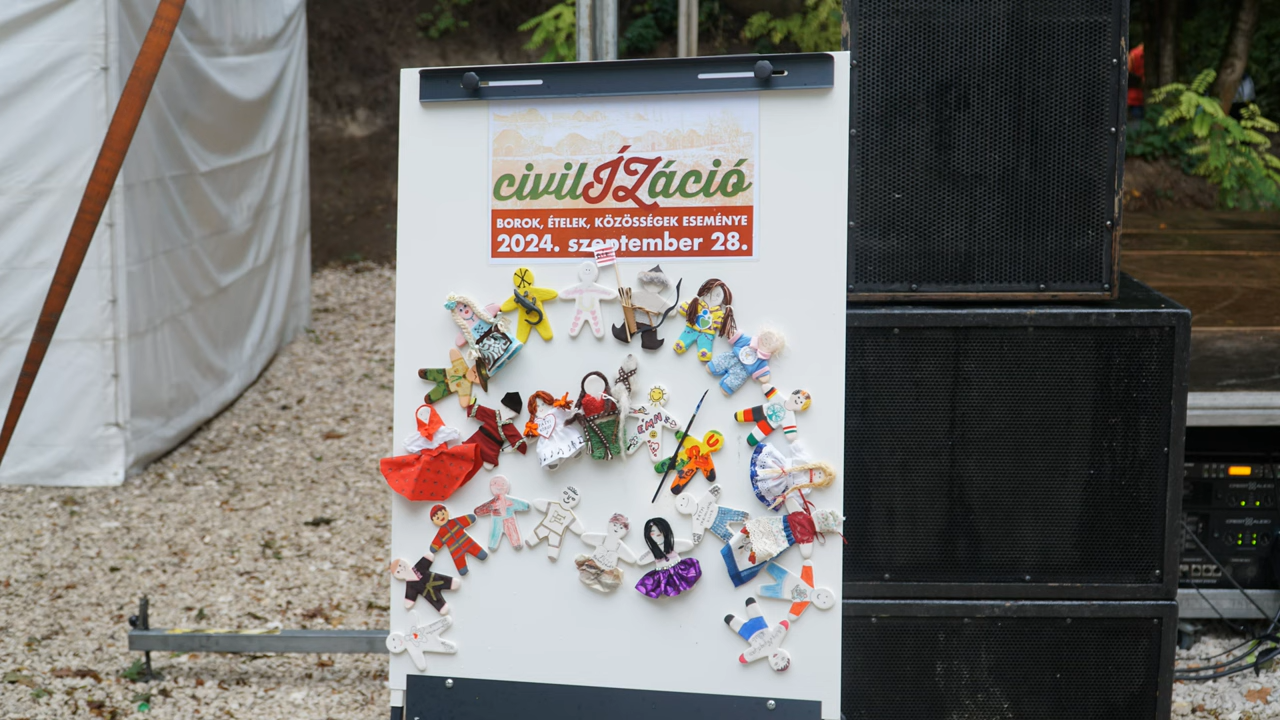 civilÍZáció
BOROK, ÉTELEK, KÖZÖSSÉGEK ESEMÉNYE
2024. szeptember 28.